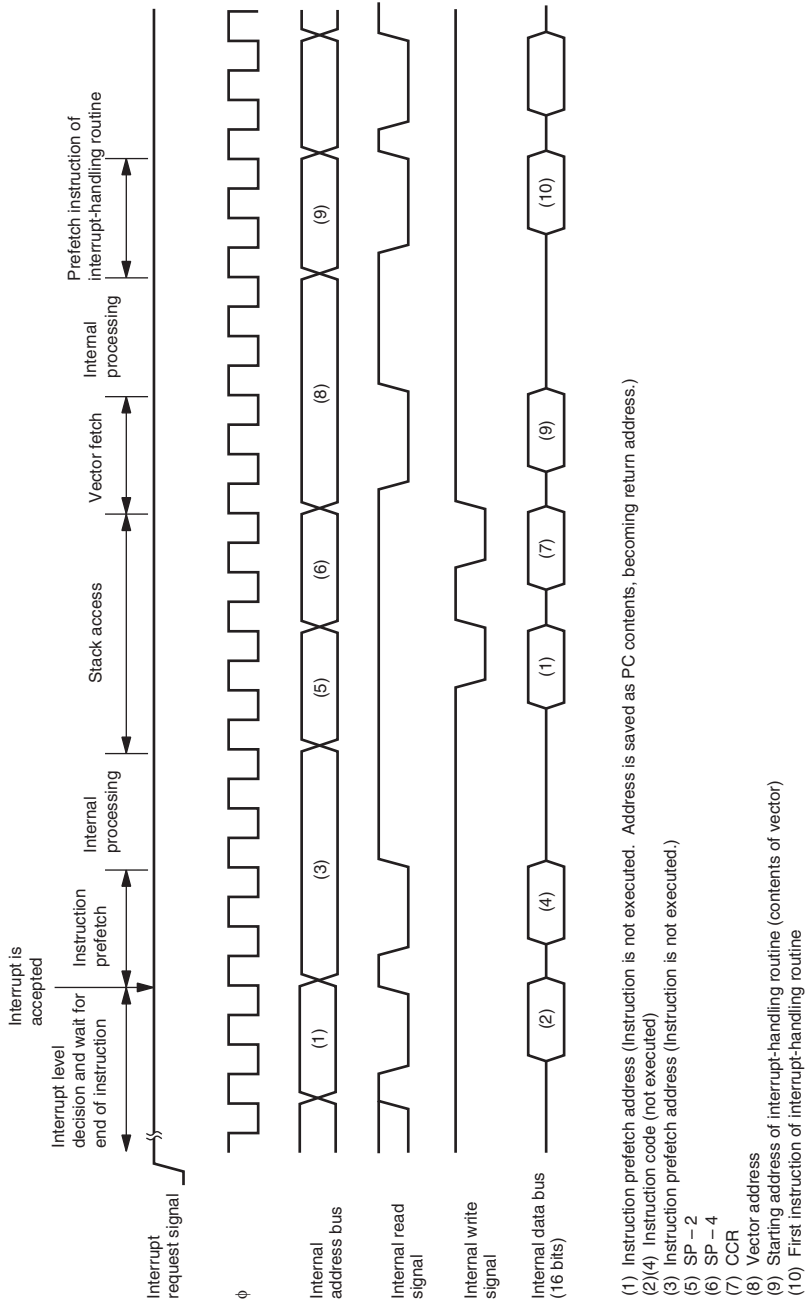 Interrupt is
accepted
Interrupt level
decision and wait for
end of instruction
Instruction
prefetch
Internal
processing
Stack access
Vector fetch
Internal
processing
Prefetch instruction of
interrupt-handling routine
Interrupt
request signal
φ
Internal
address bus
(1)
(3)
(5)
(6)
(8)
(9)
Internal read
signal
Internal write
signal
Internal data bus
(16 bits)
(2)
(4)
(1)
(7)
(9)
(10)
(1) Instruction prefetch address (Instruction is not executed. Address is saved as PC contents, becoming return address.)
(2)(4) Instruction code (not executed)
(3) Instruction prefetch address (Instruction is not executed.)
(5) SP – 2
(6) SP – 4
(7) CCR
(8) Vector address
(9) Starting address of interrupt-handling routine (contents of vector)
(10) First instruction of interrupt-handling routine